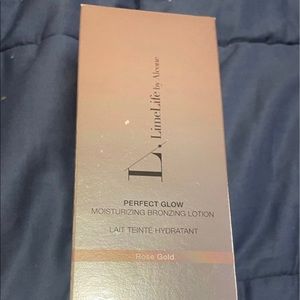 L. LimeLife by Alcone
PERFECT GLOW
MOISTURIZING BRONZING LOTION
LAIT TEINTÉ HYDRATANT
Rose Gold